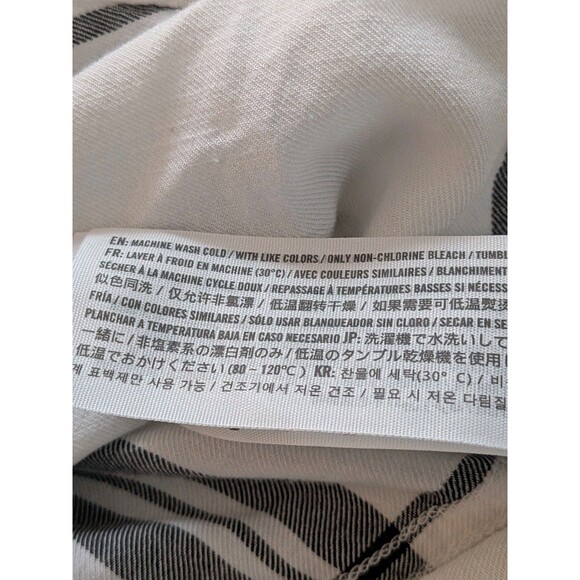 EN: MACHINE WASH COLD / WITH LIKE COLORS / ONLY NON-CHLORINE BLEACH / TUMBL
FR: LAVER À FROID EN MACHINE (30°C) / AVEC COULEURS SIMILAIRES / BLANCHIMENT
SÉCHER À LA MACHINE CYCLE DOUX / REPASSAGE À TEMPÉRATURES BASSES SI NÉCESS
似色同洗 / 仅允许非氯漂 / 低温翻转干燥 / 如果需要可低温熨烫
FRÍA / CON COLORES SIMILARES / SÓLO USAR BLANQUEADOR SIN CLORO / SECAR EN SE
PLANCHAR A TEMPERATURA BAJA EN CASO NECESARIO JP: 洗濯機で水洗いして
一緒に / 非塩素系の漂白剤のみ / 低温のタンブル乾燥機を使用
低温でおかけください (80～120°C) KR: 찬물에 세탁(30° C) / 비
계 표백제만 사용 가능 / 건조기에서 저온 건조 / 필요 시 저온 다림질